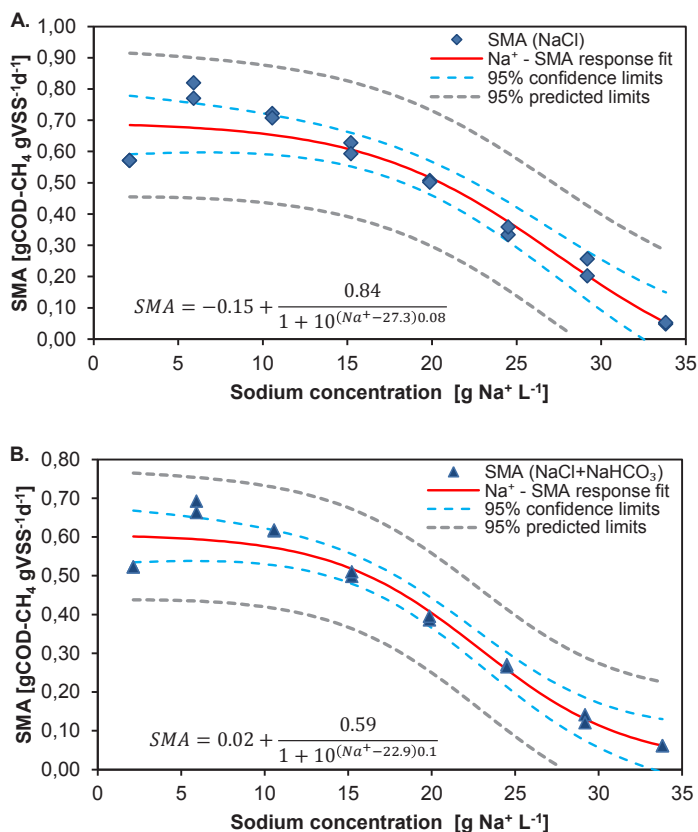 A.
1,00
0,90
0,80
0,70
0,60
0,50
0,40
0,30
0,20
0,10
0,00
SMA [gCOD-CH₄ gVSS⁻¹d⁻¹]
SMA (NaCl)
Na⁺ - SMA response fit
95% confidence limits
95% predicted limits
SMA = −0.15 + 0.84 / 1 + 10^(Na⁺−27.3)0.08
0 5 10 15 20 25 30 35
Sodium concentration [g Na⁺ L⁻¹]
B.
0,80
0,70
0,60
0,50
0,40
0,30
0,20
0,10
0,00
SMA [gCOD-CH₄ gVSS⁻¹d⁻¹]
SMA (NaCl+NaHCO₃)
Na⁺ - SMA response fit
95% confidence limits
95% predicted limits
SMA = 0.02 + 0.59 / 1 + 10^(Na⁺−22.9)0.1
0 5 10 15 20 25 30 35
Sodium concentration [g Na⁺ L⁻¹]